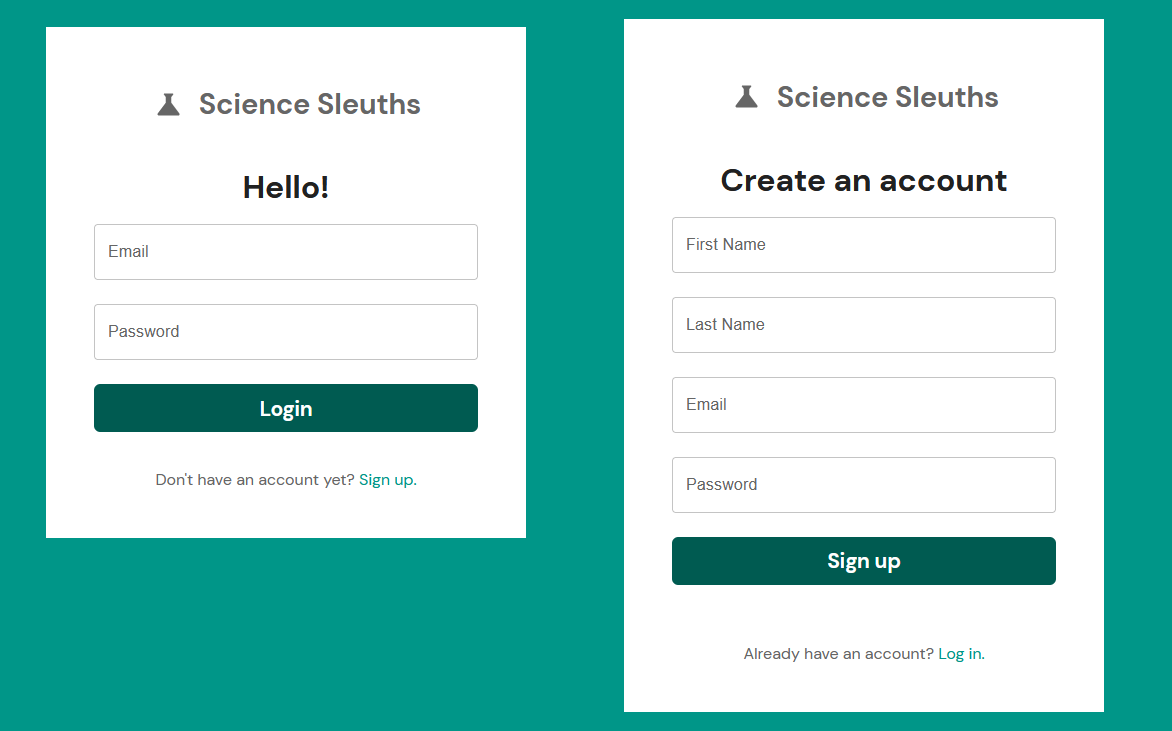 Science Sleuths
Hello!
Email
Password
Login
Don't have an account yet? Sign up.
Science Sleuths
Create an account
First Name
Last Name
Email
Password
Sign up
Already have an account? Log in.